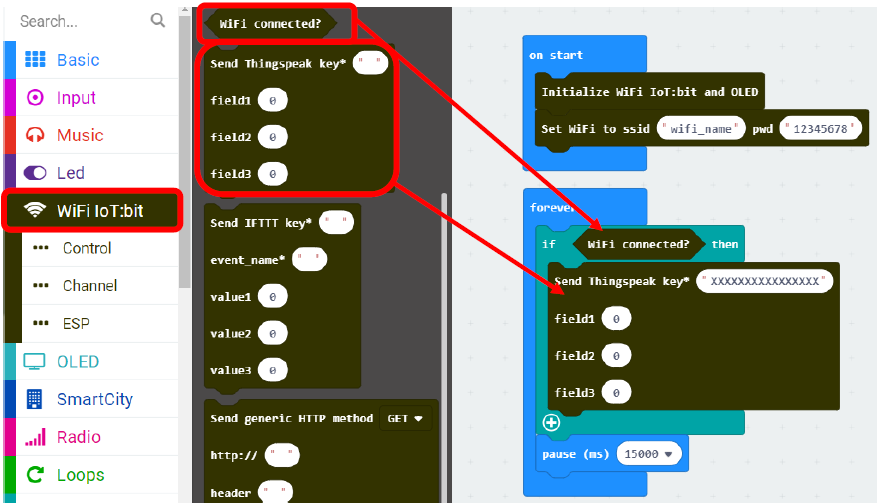 Search...
Basic
Input
Music
Led
WiFi IoT:bit
Control
Channel
ESP
OLED
SmartCity
Radio
Loops
WiFi connected?
Send Thingspeak key* " "
field1 0
field2 0
field3 0
Send IFTTT key* " "
event_name* " "
value1 0
value2 0
value3 0
Send generic HTTP method GET
http:// " "
header " "
on start
Initialize WiFi IoT:bit and OLED
Set WiFi to ssid "wifi_name" pwd "12345678"
forever
if WiFi connected? then
Send Thingspeak key* "XXXXXXXXXXXXXXXX"
field1 0
field2 0
field3 0
pause (ms) 15000